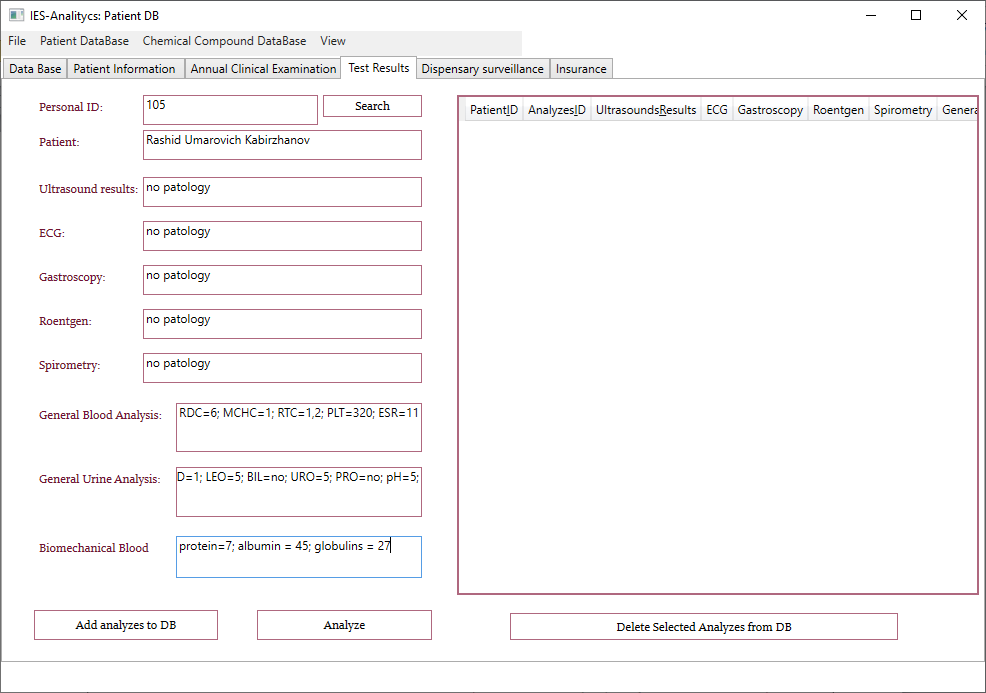 IES-Analitycs: Patient DB
File Patient DataBase Chemical Compound DataBase View
Data Base Patient Information Annual Clinical Examination Test Results Dispensary surveillance Insurance
Personal ID: 105 Search
Patient: Rashid Umarovich Kabirzhanov
Ultrasound results: no patology
ECG: no patology
Gastroscopy: no patology
Roentgen: no patology
Spirometry: no patology
General Blood Analysis: RDC=6; MCHC=1; RTC=1,2; PLT=320; ESR=11
General Urine Analysis: D=1; LEO=5; BIL=no; URO=5; PRO=no; pH=5;
Biomechanical Blood protein=7; albumin = 45; globulins = 27
Add analyzes to DB Analyze
PatientID AnalyzesID UltrasoundsResults ECG Gastroscopy Roentgen Spirometry Genera
Delete Selected Analyzes from DB